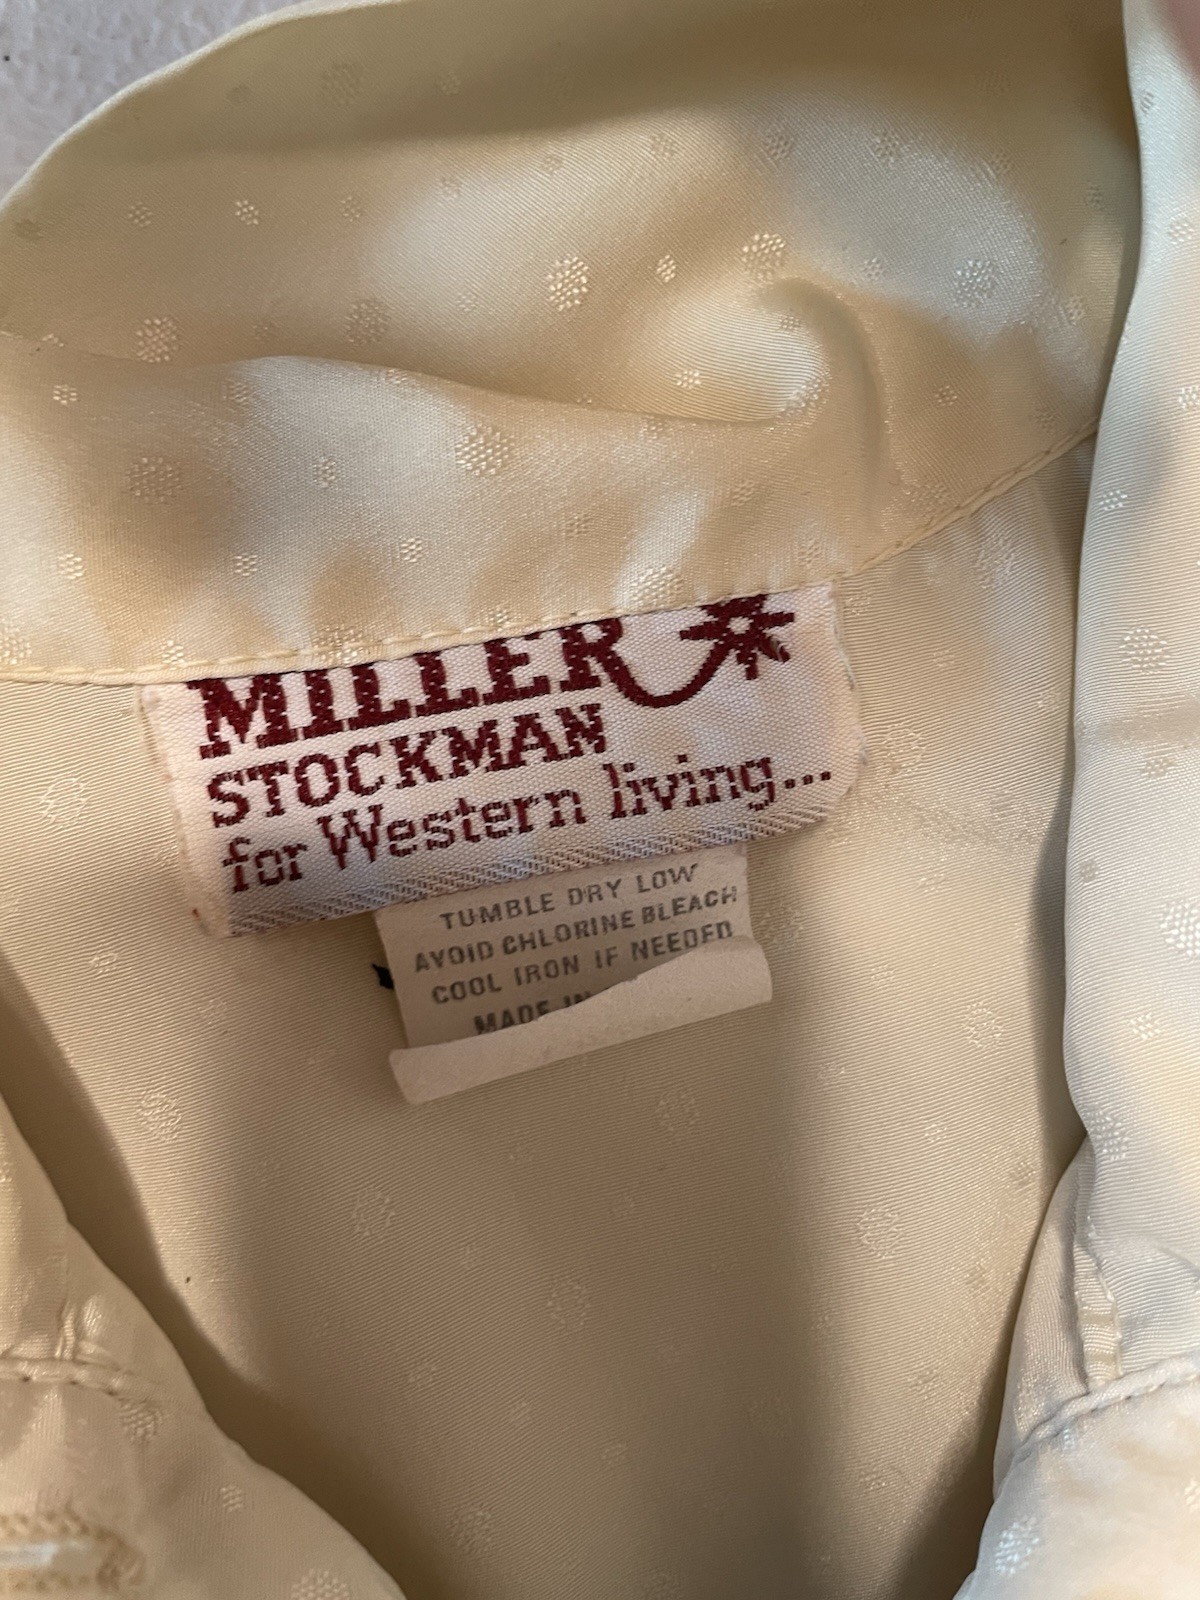 MILLER
STOCKMAN
for Western living...
TUMBLE DRY LOW
AVOID CHLORINE BLEACH
COOL IRON IF NEEDED
MADE IN